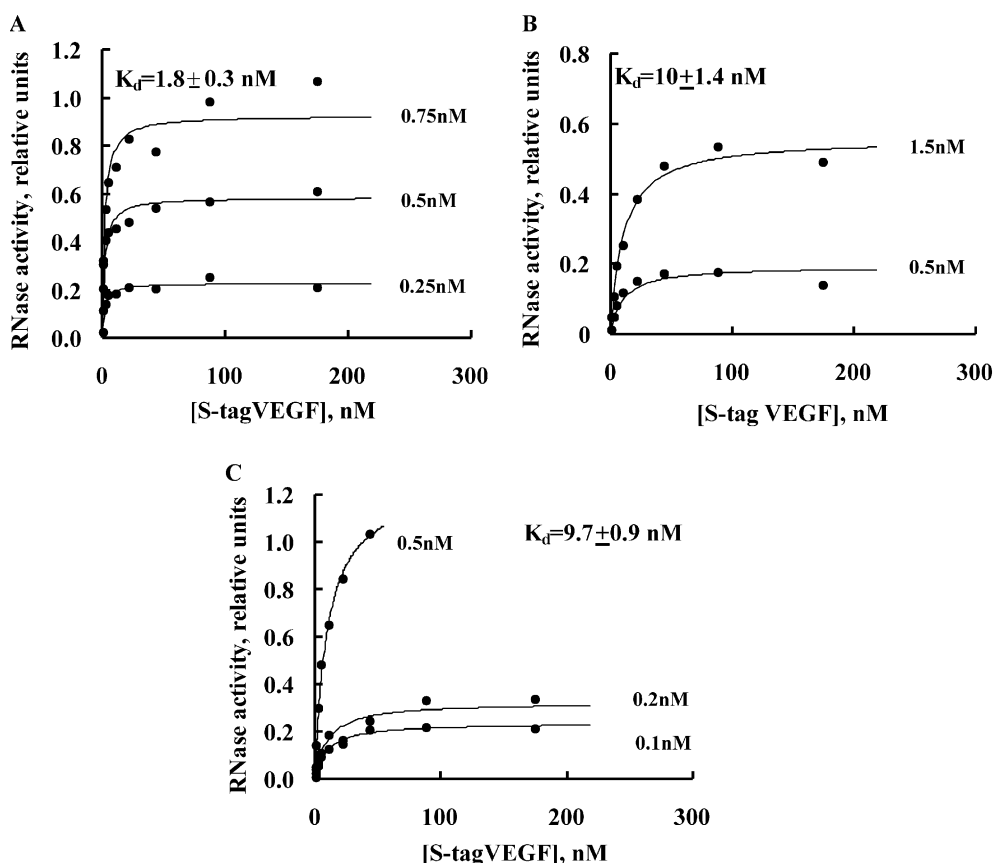 A
RNase activity, relative units
1.2
1.0
0.8
0.6
0.4
0.2
0.0
K_d=1.8±0.3 nM
0.75nM
0.5nM
0.25nM
0
100
200
300
[S-tagVEGF], nM
B
RNase activity, relative units
0.8
0.6
0.4
0.2
0
K_d=10±1.4 nM
1.5nM
0.5nM
0
100
200
300
[S-tag VEGF], nM
C
RNase activity, relative units
1.2
1.0
0.8
0.6
0.4
0.2
0.0
0.5nM
K_d=9.7±0.9 nM
0.2nM
0.1nM
0
100
200
300
[S-tagVEGF], nM